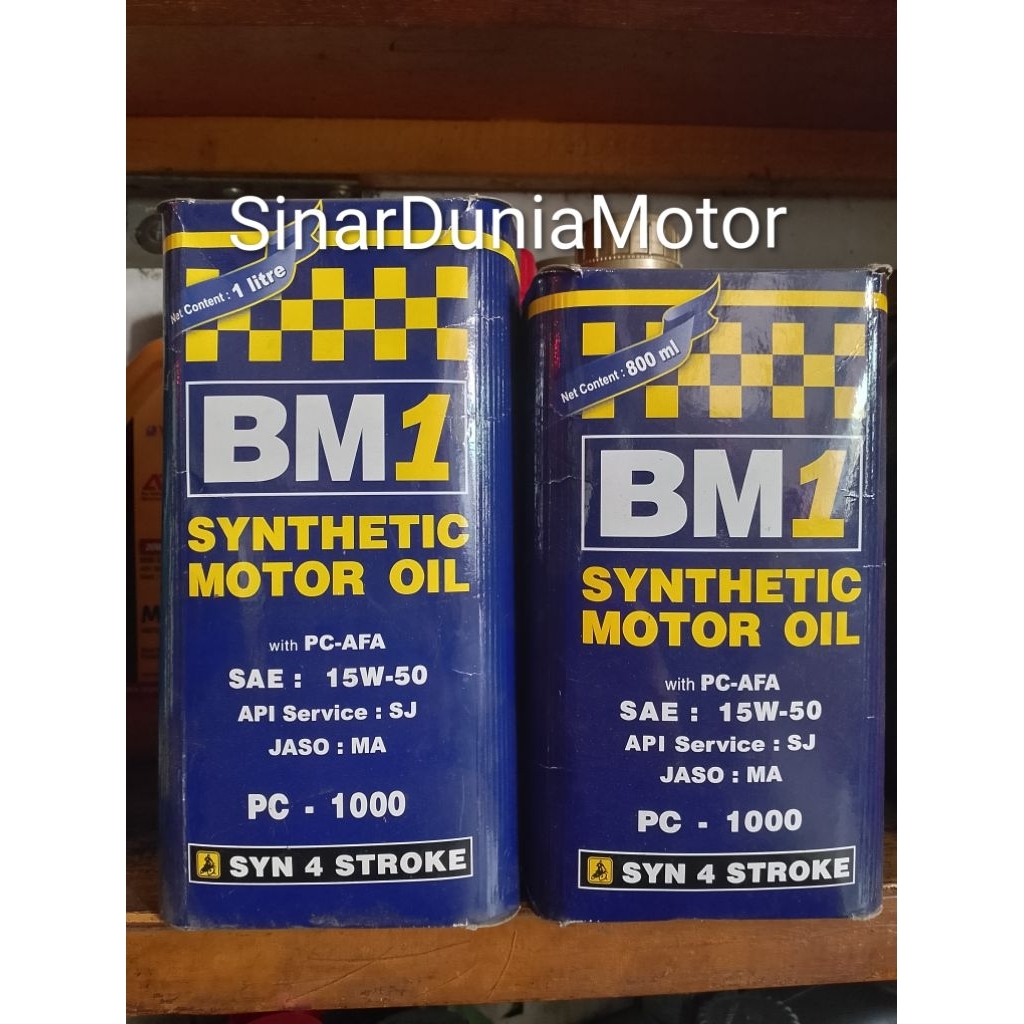 SinarDuniaMotor
Net Content : 1 litre
BM1
SYNTHETIC
MOTOR OIL
with PC-AFA
SAE : 15W-50
API Service : SJ
JASO : MA
PC - 1000
SYN 4 STROKE
Net Content : 800 ml
BM1
SYNTHETIC
MOTOR OIL
with PC-AFA
SAE : 15W-50
API Service : SJ
JASO : MA
PC - 1000
SYN 4 STROKE